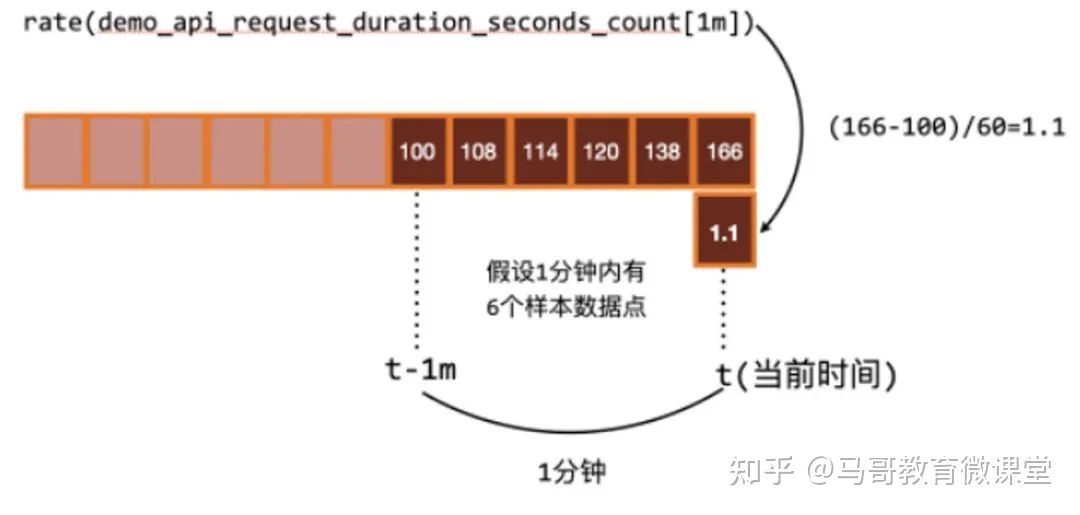 rate(demo_api_request_duration_seconds_count[1m])
(166-100)/60=1.1
100 108 114 120 138 166
1.1
假设1分钟内有
6个样本数据点
t-1m
t(当前时间)
1分钟
知乎 @马哥教育微课堂